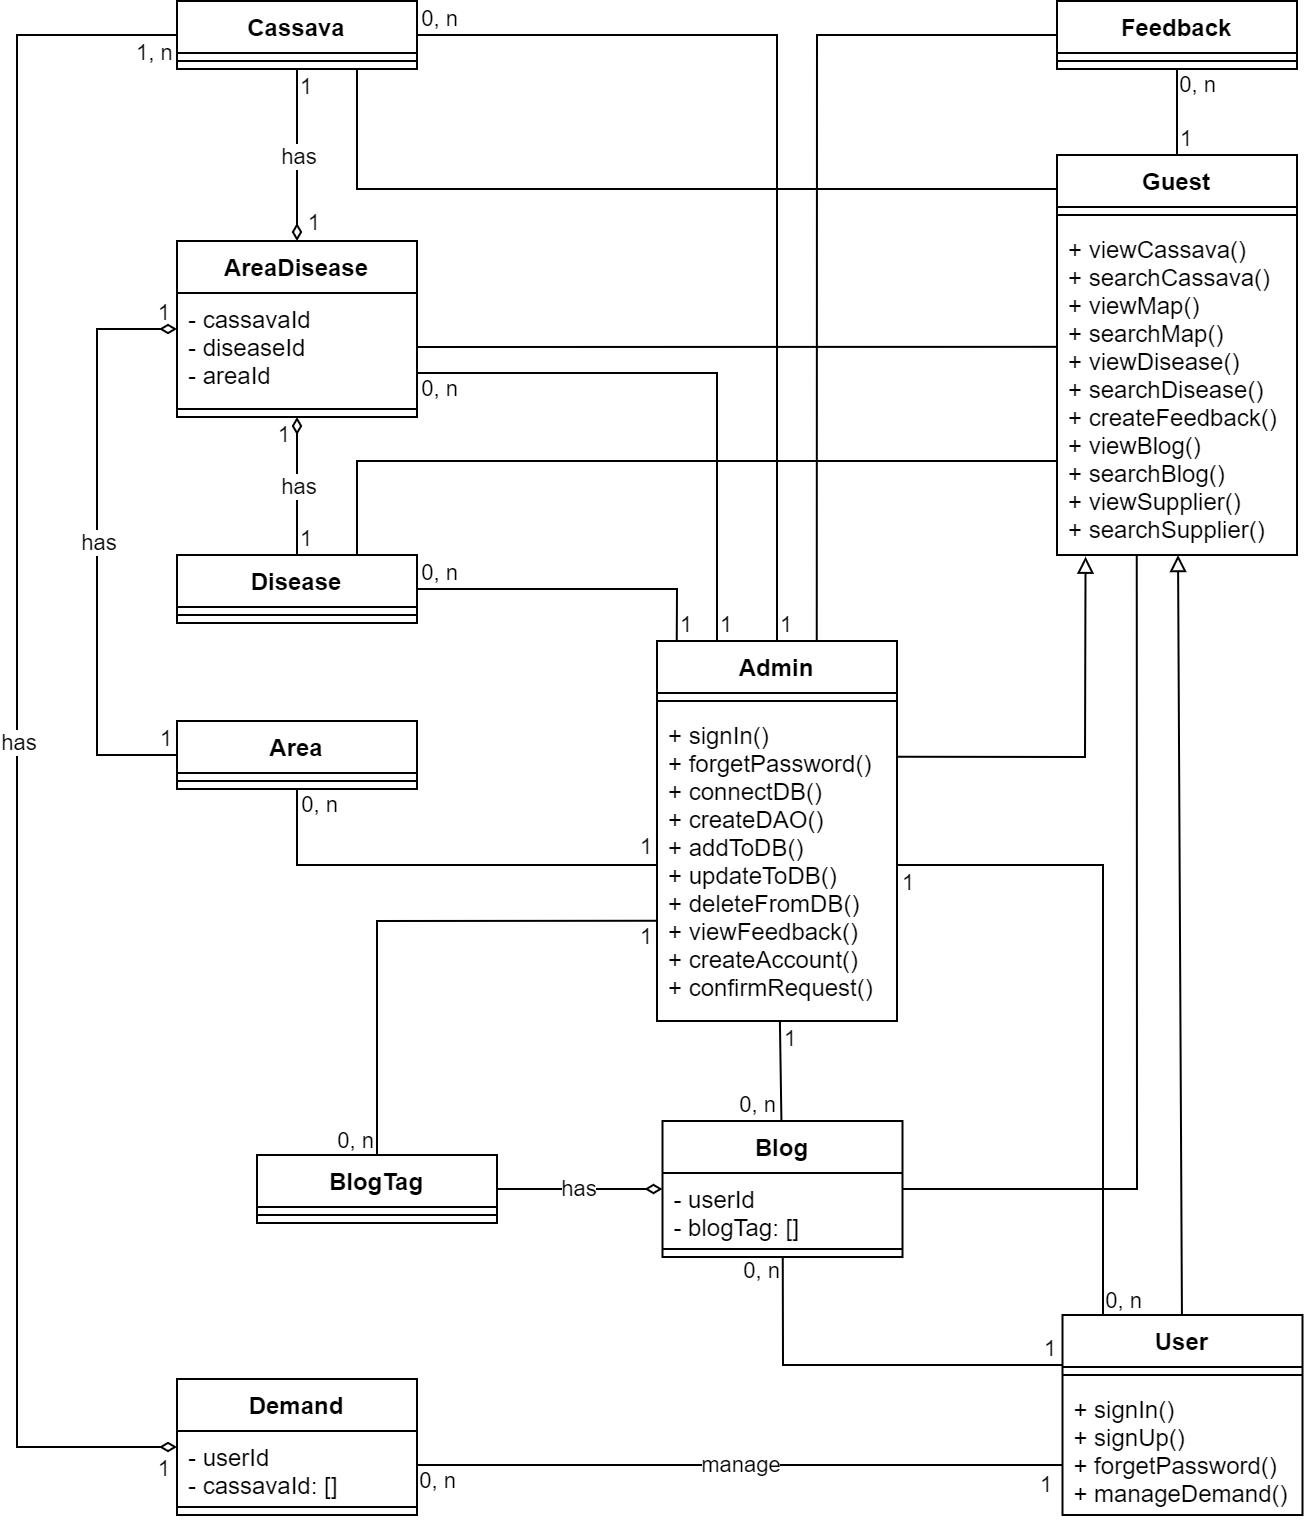 Cassava
0, n
1, n
1
has
1
Feedback
0, n
1
Guest
+ viewCassava()
+ searchCassava()
+ viewMap()
+ searchMap()
+ viewDisease()
+ searchDisease()
+ createFeedback()
+ viewBlog()
+ searchBlog()
+ viewSupplier()
+ searchSupplier()
AreaDisease
- cassavaId
- diseaseId
- areaId
1
0, n
1
has
1
has
Disease
0, n
1
1
1
Admin
+ signIn()
+ forgetPassword()
+ connectDB()
+ createDAO()
+ addToDB()
+ updateToDB()
+ deleteFromDB()
+ viewFeedback()
+ createAccount()
+ confirmRequest()
has
1
Area
0, n
1
1
1
1
0, n
0, n
BlogTag
has
Blog
- userId
- blogTag: []
0, n
0, n
1
User
+ signIn()
+ signUp()
+ forgetPassword()
+ manageDemand()
Demand
- userId
- cassavaId: []
1
0, n
manage
1